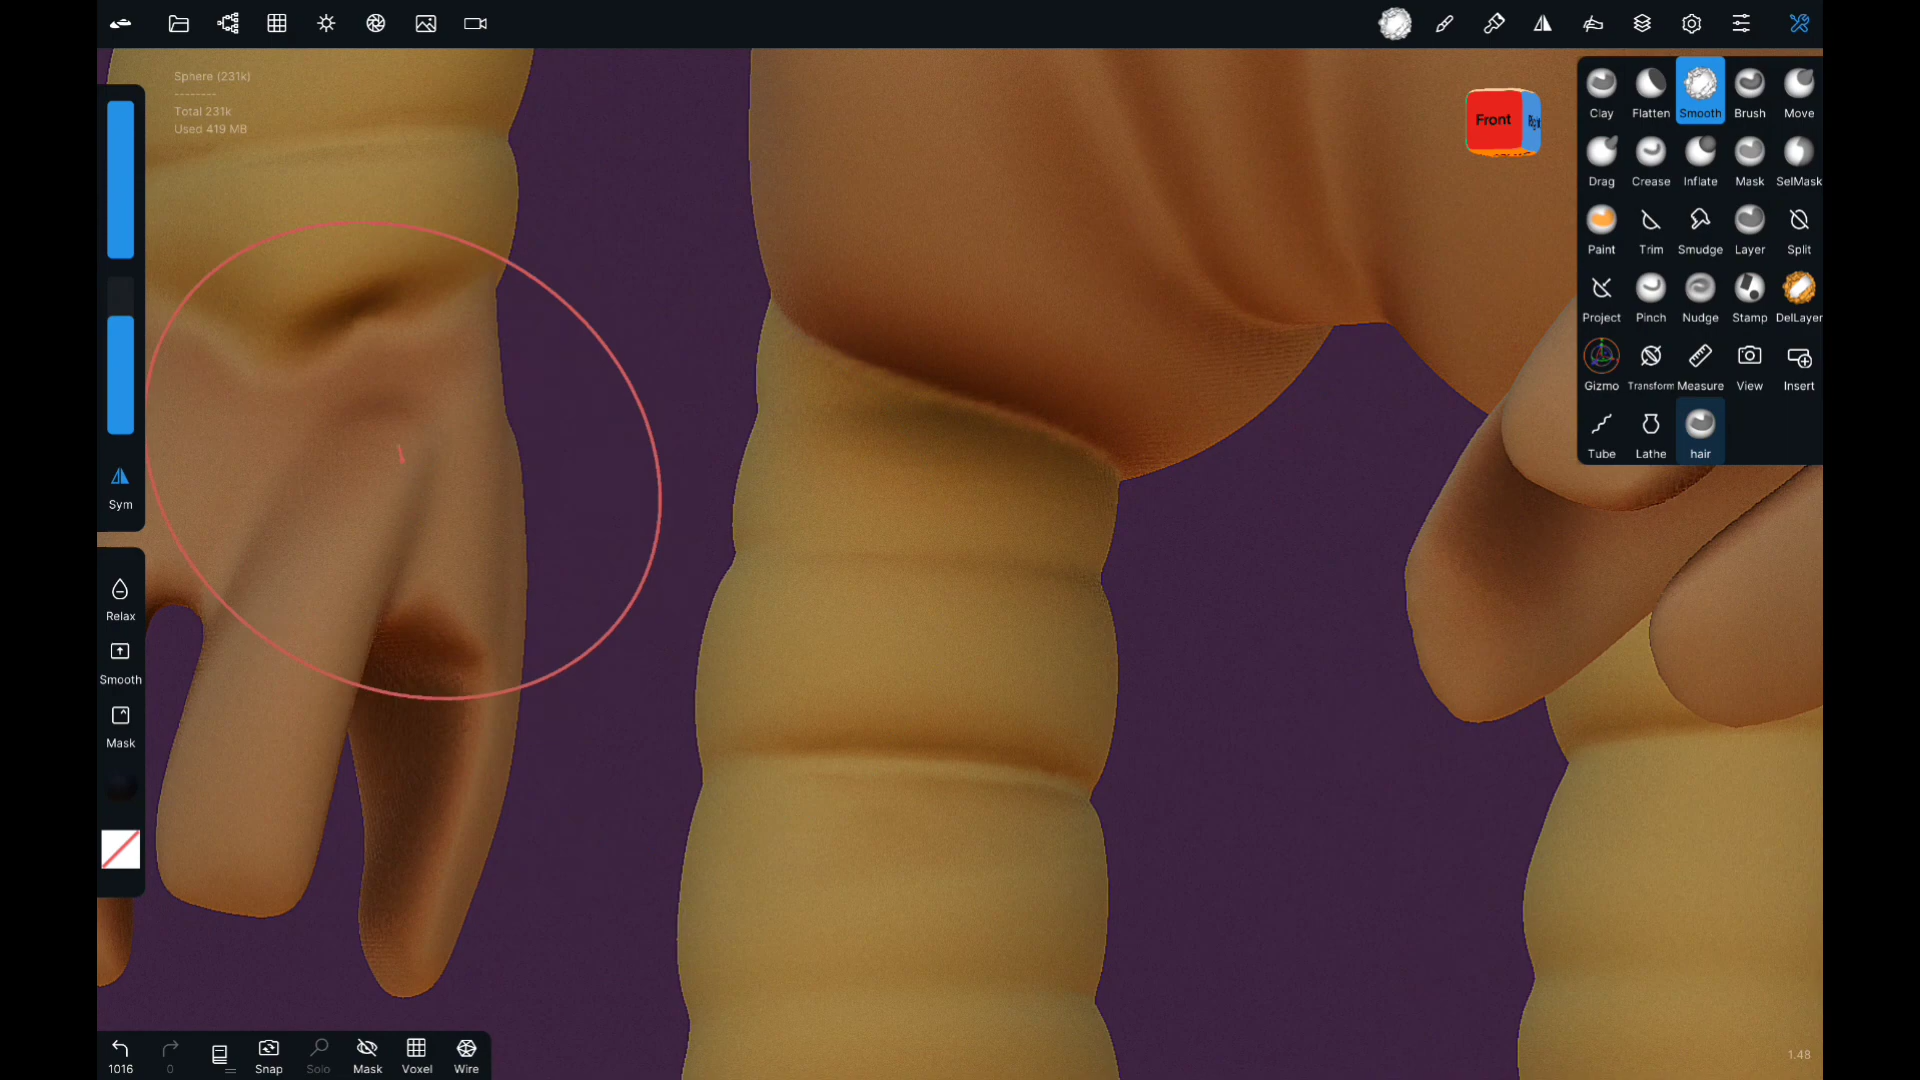 Sphere (231k)
--------
Total 231k
Used 419 MB
Front
Right
Clay
Flatten
Smooth
Brush
Move
Drag
Crease
Inflate
Mask
SelMask
Paint
Trim
Smudge
Layer
Split
Project
Pinch
Nudge
Stamp
DelLayer
Gizmo
Transform
Measure
View
Insert
Tube
Lathe
hair
Sym
Relax
Smooth
Mask
1016
0
Snap
Solo
Mask
Voxel
Wire
1.48